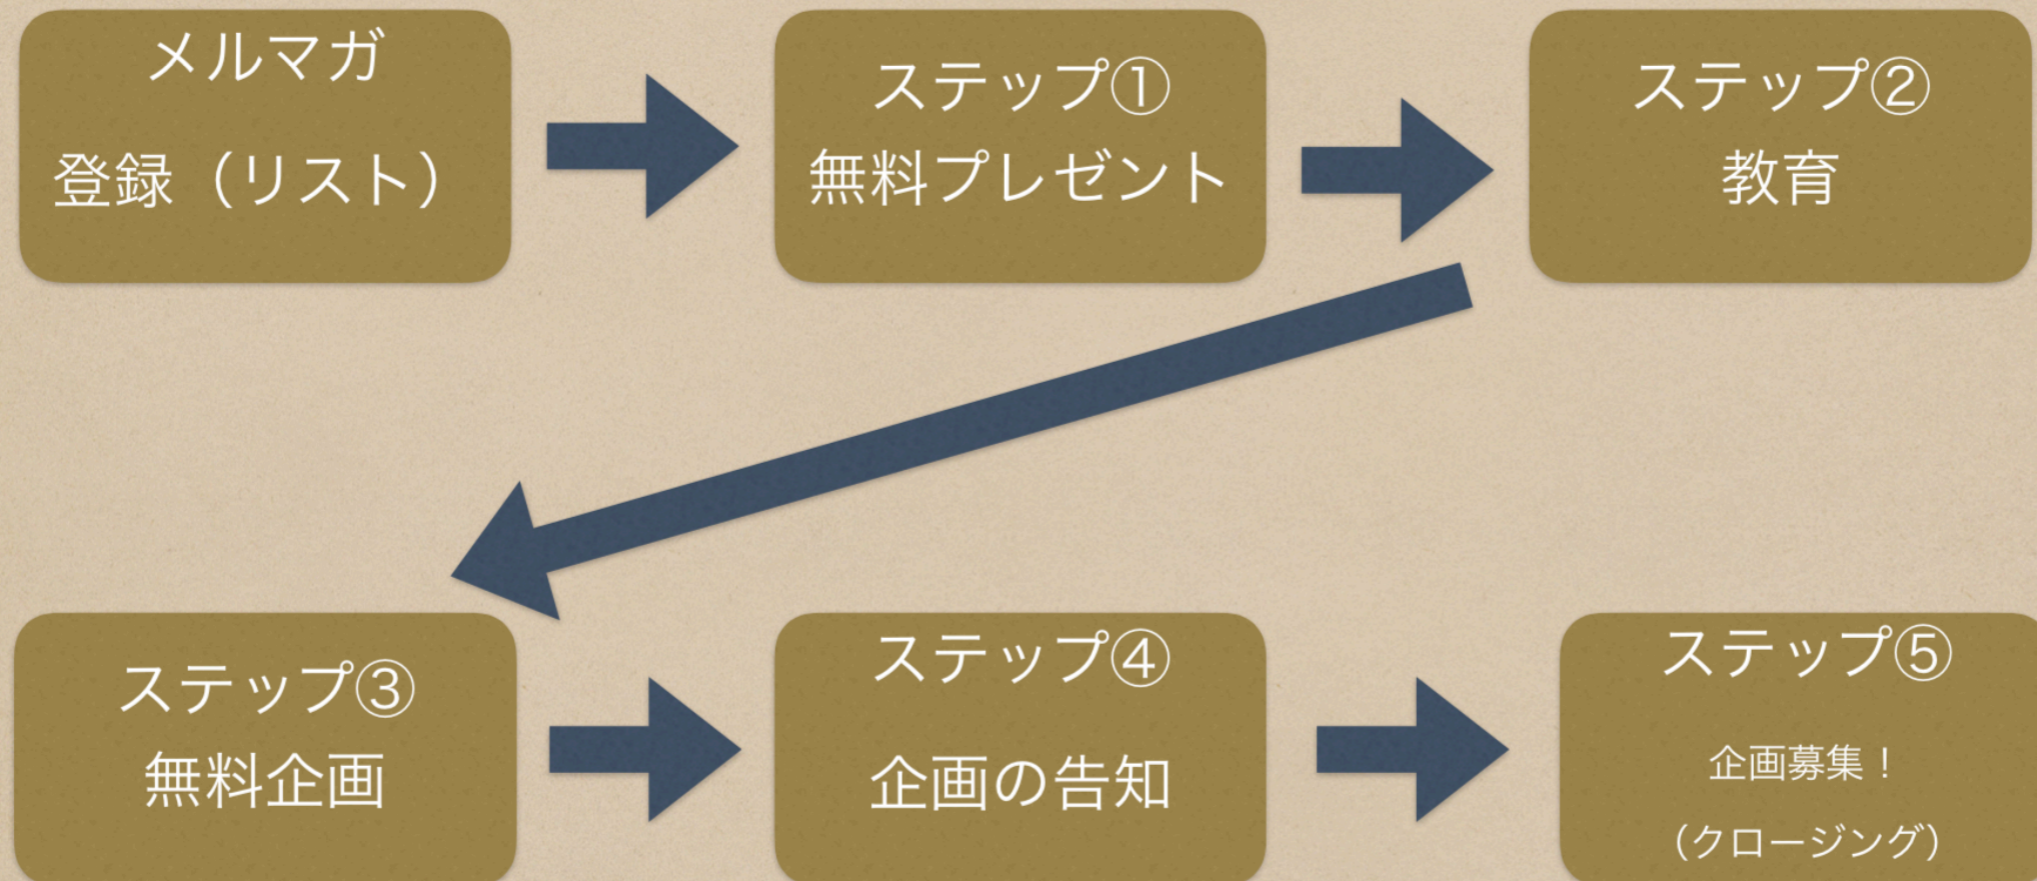 メルマガ
登録（リスト）
ステップ①
無料プレゼント
ステップ②
教育
ステップ③
無料企画
ステップ④
企画の告知
ステップ⑤
企画募集！
（クロージング）